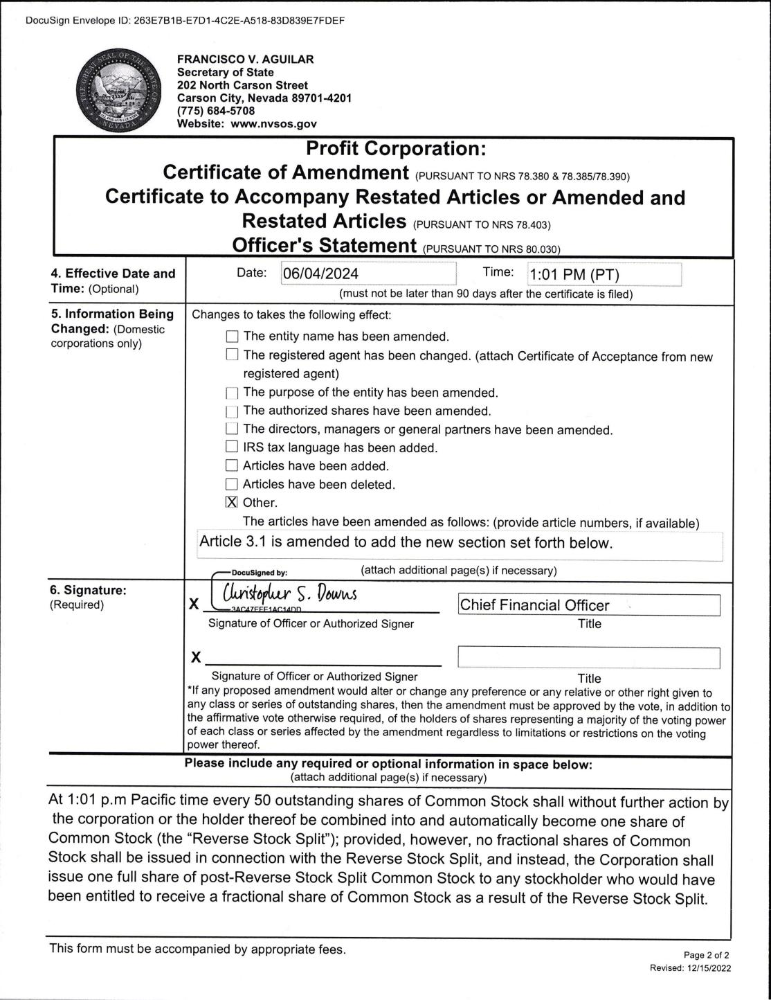 DocuSign Envelope ID: 263E7B1B-E7D1-4C2E-A518-83D839E7FDEF
THE GREAT SEAL OF THE STATE OF
ALL FOR OUR COUNTRY
NEVADA
FRANCISCO V. AGUILAR
Secretary of State
202 North Carson Street
Carson City, Nevada 89701-4201
(775) 684-5708
Website: www.nvsos.gov
Profit Corporation:
Certificate of Amendment (PURSUANT TO NRS 78.380 & 78.385/78.390)
Certificate to Accompany Restated Articles or Amended and
Restated Articles (PURSUANT TO NRS 78.403)
Officer's Statement (PURSUANT TO NRS 80.030)
4. Effective Date and
Time: (Optional)
Date: 06/04/2024 Time: 1:01 PM (PT)
(must not be later than 90 days after the certificate is filed)
5. Information Being
Changed: (Domestic
corporations only)
Changes to takes the following effect:
The entity name has been amended.
The registered agent has been changed. (attach Certificate of Acceptance from new
registered agent)
The purpose of the entity has been amended.
The authorized shares have been amended.
The directors, managers or general partners have been amended.
IRS tax language has been added.
Articles have been added.
Articles have been deleted.
X Other.
The articles have been amended as follows: (provide article numbers, if available)
Article 3.1 is amended to add the new section set forth below.
(attach additional page(s) if necessary)
6. Signature:
(Required)
DocuSigned by:
X Christopher S. Downs
Chief Financial Officer
Signature of Officer or Authorized Signer Title
X
Signature of Officer or Authorized Signer Title
*If any proposed amendment would alter or change any preference or any relative or other right given to
any class or series of outstanding shares, then the amendment must be approved by the vote, in addition to
the affirmative vote otherwise required, of the holders of shares representing a majority of the voting power
of each class or series affected by the amendment regardless to limitations or restrictions on the voting
power thereof.
Please include any required or optional information in space below:
(attach additional page(s) if necessary)
At 1:01 p.m Pacific time every 50 outstanding shares of Common Stock shall without further action by
the corporation or the holder thereof be combined into and automatically become one share of
Common Stock (the “Reverse Stock Split”); provided, however, no fractional shares of Common
Stock shall be issued in connection with the Reverse Stock Split, and instead, the Corporation shall
issue one full share of post-Reverse Stock Split Common Stock to any stockholder who would have
been entitled to receive a fractional share of Common Stock as a result of the Reverse Stock Split.
This form must be accompanied by appropriate fees.
Page 2 of 2
Revised: 12/15/2022